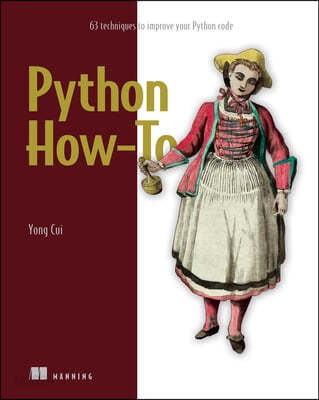 63 techniques to improve your Python code
Python
How-To
Yong Cui
MANNING